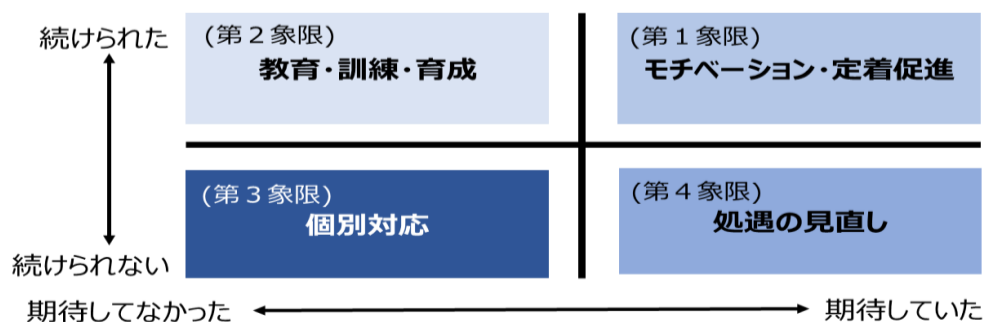 続けられた
(第２象限)
教育・訓練・育成
(第１象限)
モチベーション・定着促進
(第３象限)
個別対応
(第４象限)
処遇の見直し
続けられない
期待してなかった
期待していた